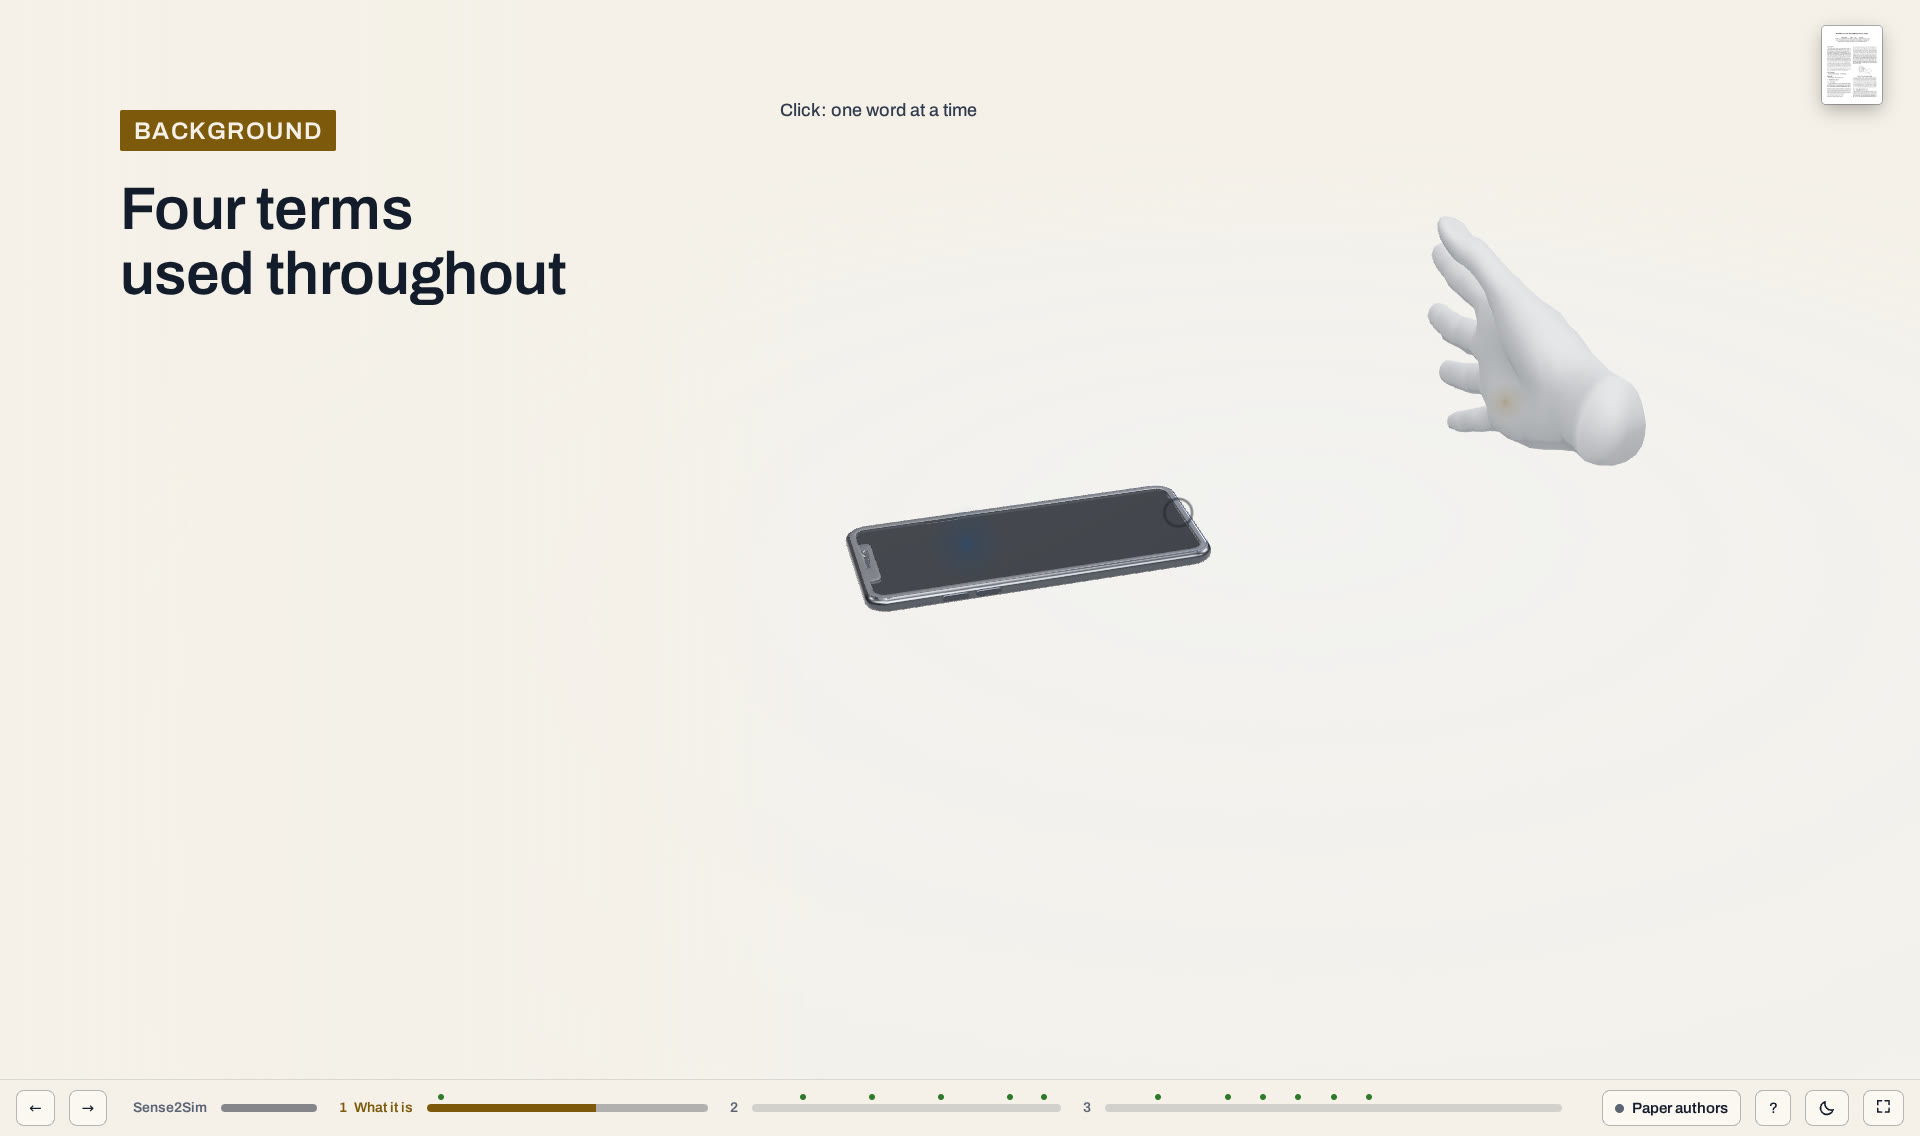 BACKGROUND
Click: one word at a time
Four terms
used throughout
← → Sense2Sim 1 What it is 2 3 Paper authors ?